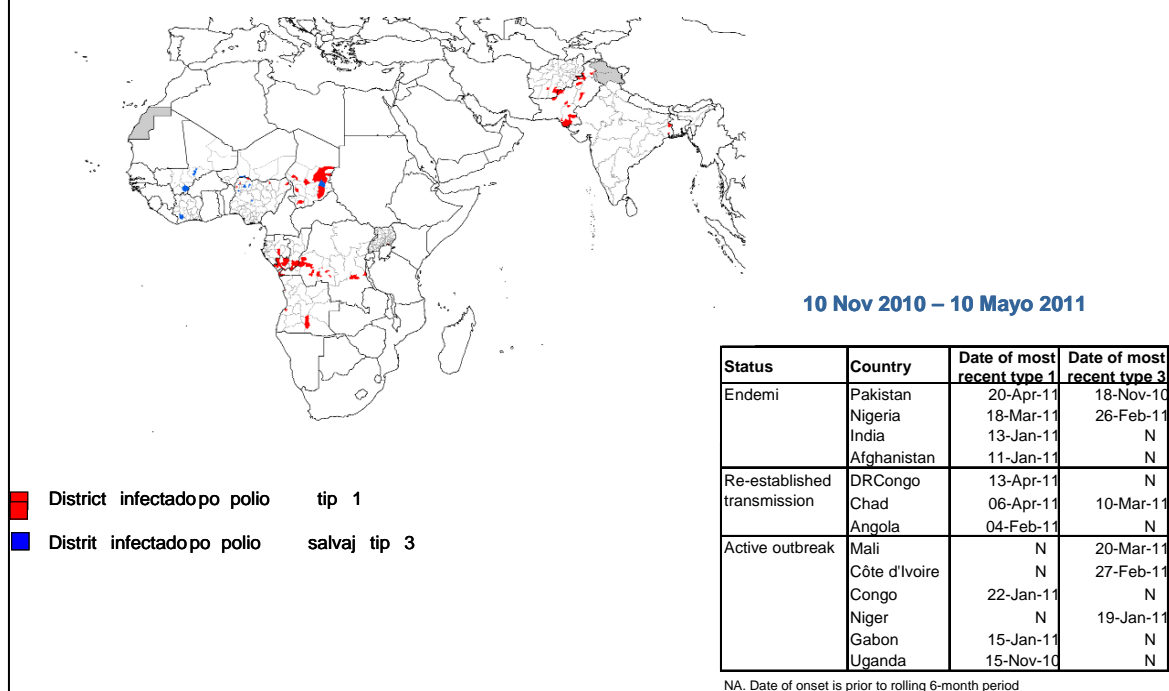 10 Nov 2010 – 10 Mayo 2011
Status Country Date of most recent type 1 Date of most recent type 3
Endemi Pakistan 20-Apr-11 18-Nov-10
Nigeria 18-Mar-11 26-Feb-11
India 13-Jan-11 N
Afghanistan 11-Jan-11 N
Re-established transmission DRCongo 13-Apr-11 N
Chad 06-Apr-11 10-Mar-11
Angola 04-Feb-11 N
Active outbreak Mali N 20-Mar-11
Côte d'Ivoire N 27-Feb-11
Congo 22-Jan-11 N
Niger N 19-Jan-11
Gabon 15-Jan-11 N
Uganda 15-Nov-10 N
NA. Date of onset is prior to rolling 6-month period
District infectado po polio tip 1
Distrit infectado po polio salvaj tip 3